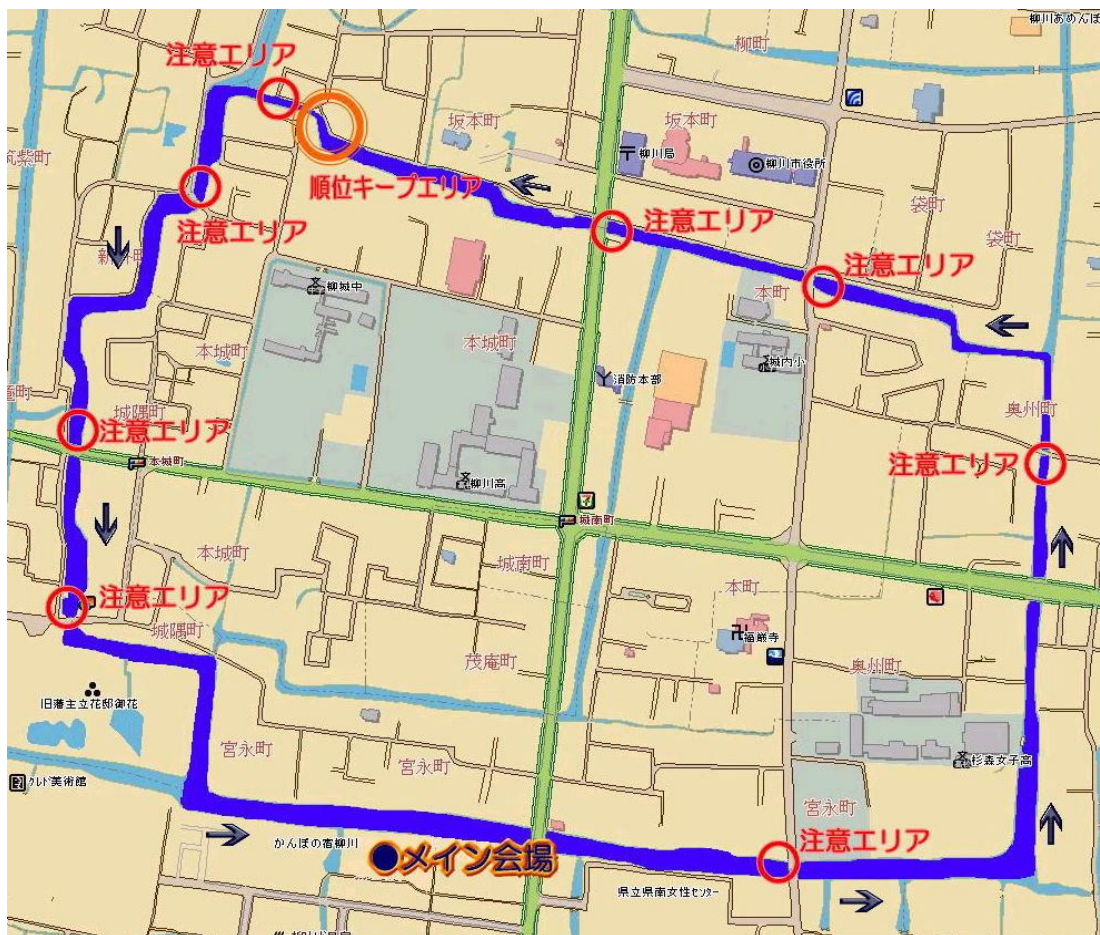 柳川あめんぼ
注意エリア
柳町
坂本町
坂本町
柳川局
柳川市役所
筑紫町
順位キープエリア
袋町
注意エリア
注意エリア
袋町
注意エリア
柳城中
本町
本城町
本城町
城内小
消防本部
城隅町
奥州町
注意エリア
本城町
注意エリア
柳川高
城南町
本城町
城南町
本町
注意エリア
城隅町
福厳寺
茂庵町
奥州町
旧藩主立花邸御花
宮永町
宮永町
杉森女子高
クレド美術館
宮永町
かんぽの宿柳川
メイン会場
注意エリア
県立県南女性センター